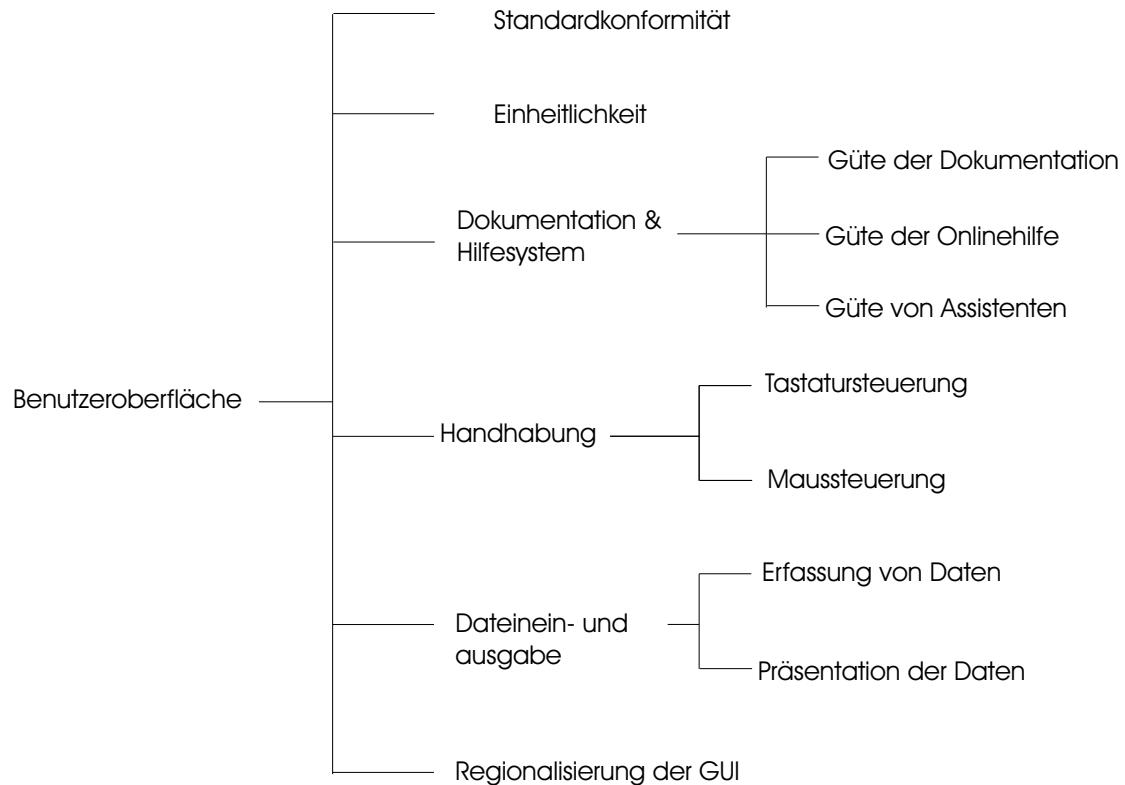 Standardkonformität
Einheitlichkeit
Güte der Dokumentation
Dokumentation &
Hilfesystem
Güte der Onlinehilfe
Güte von Assistenten
Benutzeroberfläche
Tastatursteuerung
Handhabung
Maussteuerung
Erfassung von Daten
Dateinein- und
ausgabe
Präsentation der Daten
Regionalisierung der GUI